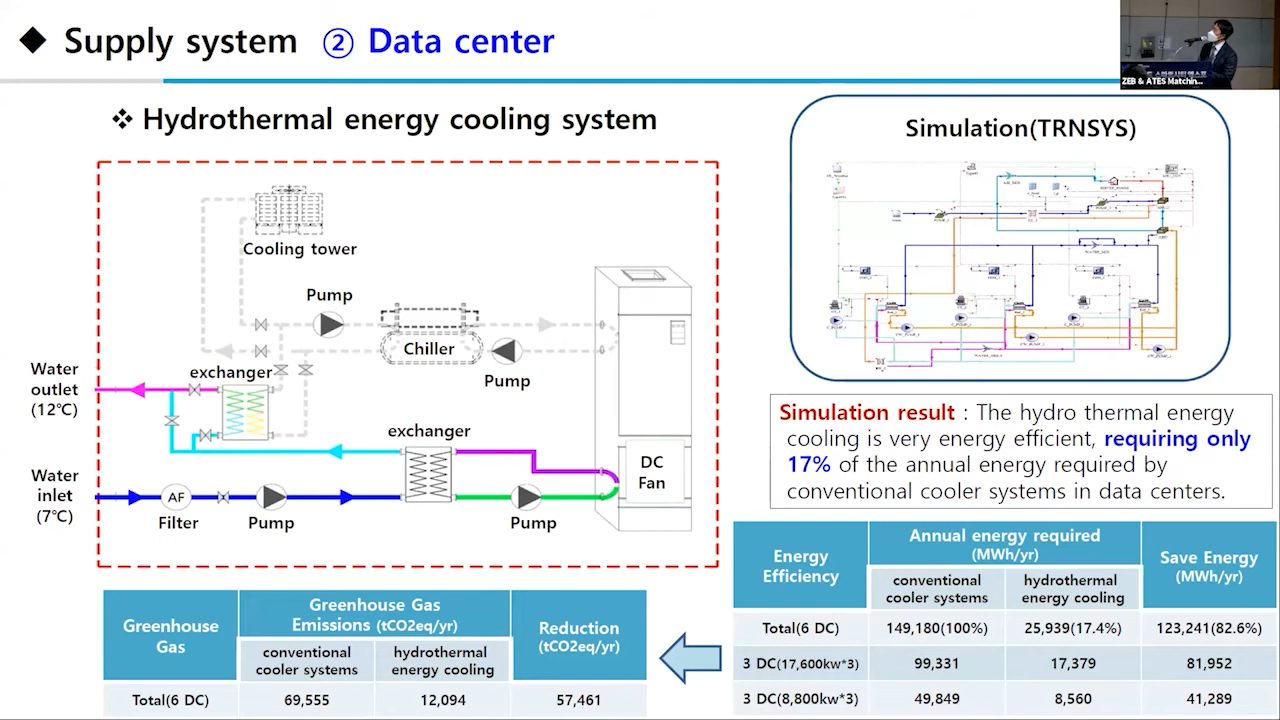 ◆ Supply system ② Data center
ZEB & ATES Matchin...
❖ Hydrothermal energy cooling system
Cooling tower
Pump
Chiller
Pump
exchanger
Water
outlet
(12℃)
exchanger
DC
Fan
Water
inlet
(7℃)
AF
Filter
Pump
Pump
Simulation(TRNSYS)
Simulation result : The hydro thermal energy
cooling is very energy efficient, requiring only
17% of the annual energy required by
conventional cooler systems in data centers.
Energy
Efficiency
Annual energy required
(MWh/yr)
Save Energy
(MWh/yr)
conventional
cooler systems
hydrothermal
energy cooling
Total(6 DC) 149,180(100%) 25,939(17.4%) 123,241(82.6%)
3 DC(17,600kw*3) 99,331 17,379 81,952
3 DC(8,800kw*3) 49,849 8,560 41,289
Greenhouse
Gas
Greenhouse Gas
Emissions (tCO2eq/yr)
Reduction
(tCO2eq/yr)
conventional
cooler systems
hydrothermal
energy cooling
Total(6 DC) 69,555 12,094 57,461